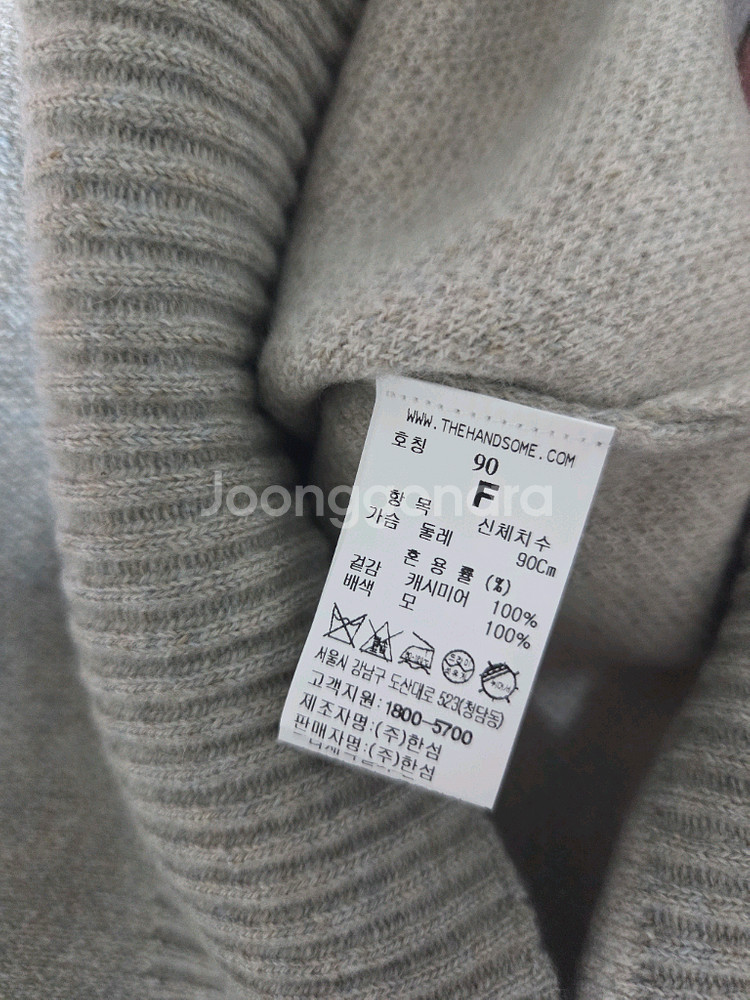 WWW.THEHANDSOME.COM
호칭 90
F
항 목 신체치수
가슴 둘레 90Cm
혼 용 률 (%)
겉감 캐시미어 100%
배색 모 100%
서울시 강남구 도산대로 523(청담동)
고객지원:1800-5700
제조자명:(주)한섬
판매자명:(주)한섬
Joonggonara